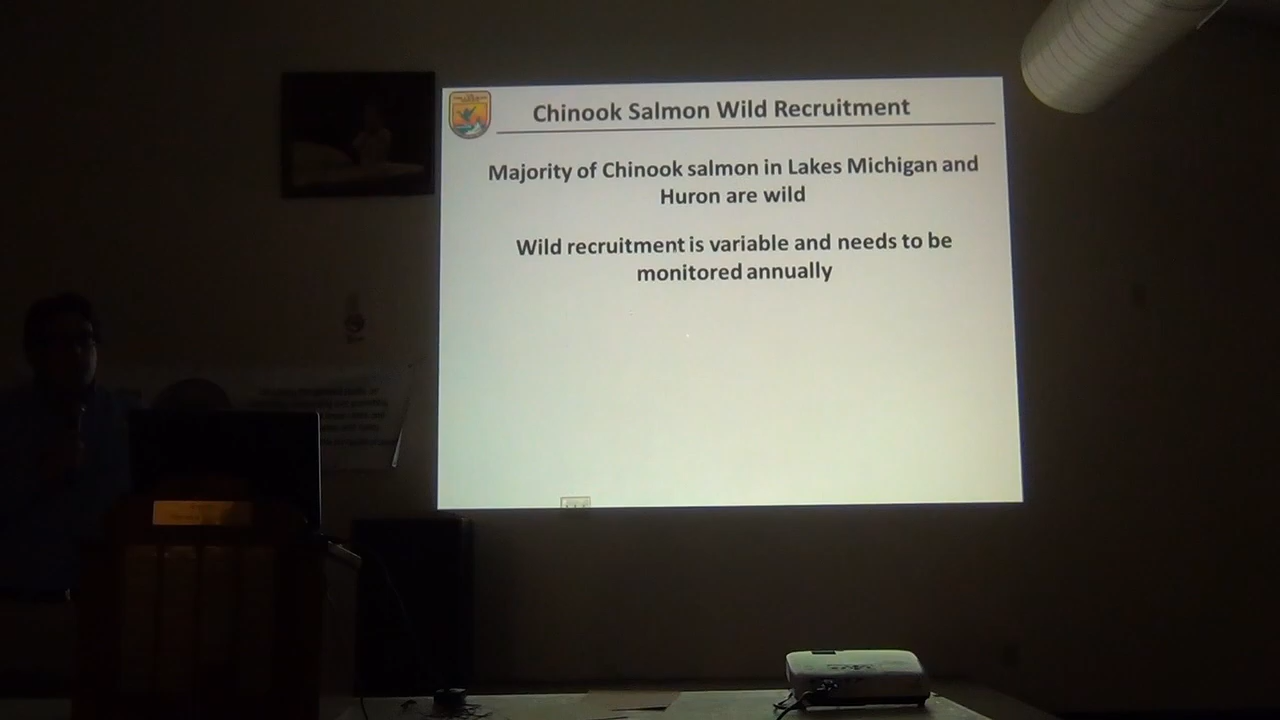 Chinook Salmon Wild Recruitment
Majority of Chinook salmon in Lakes Michigan and
Huron are wild
Wild recruitment is variable and needs to be
monitored annually